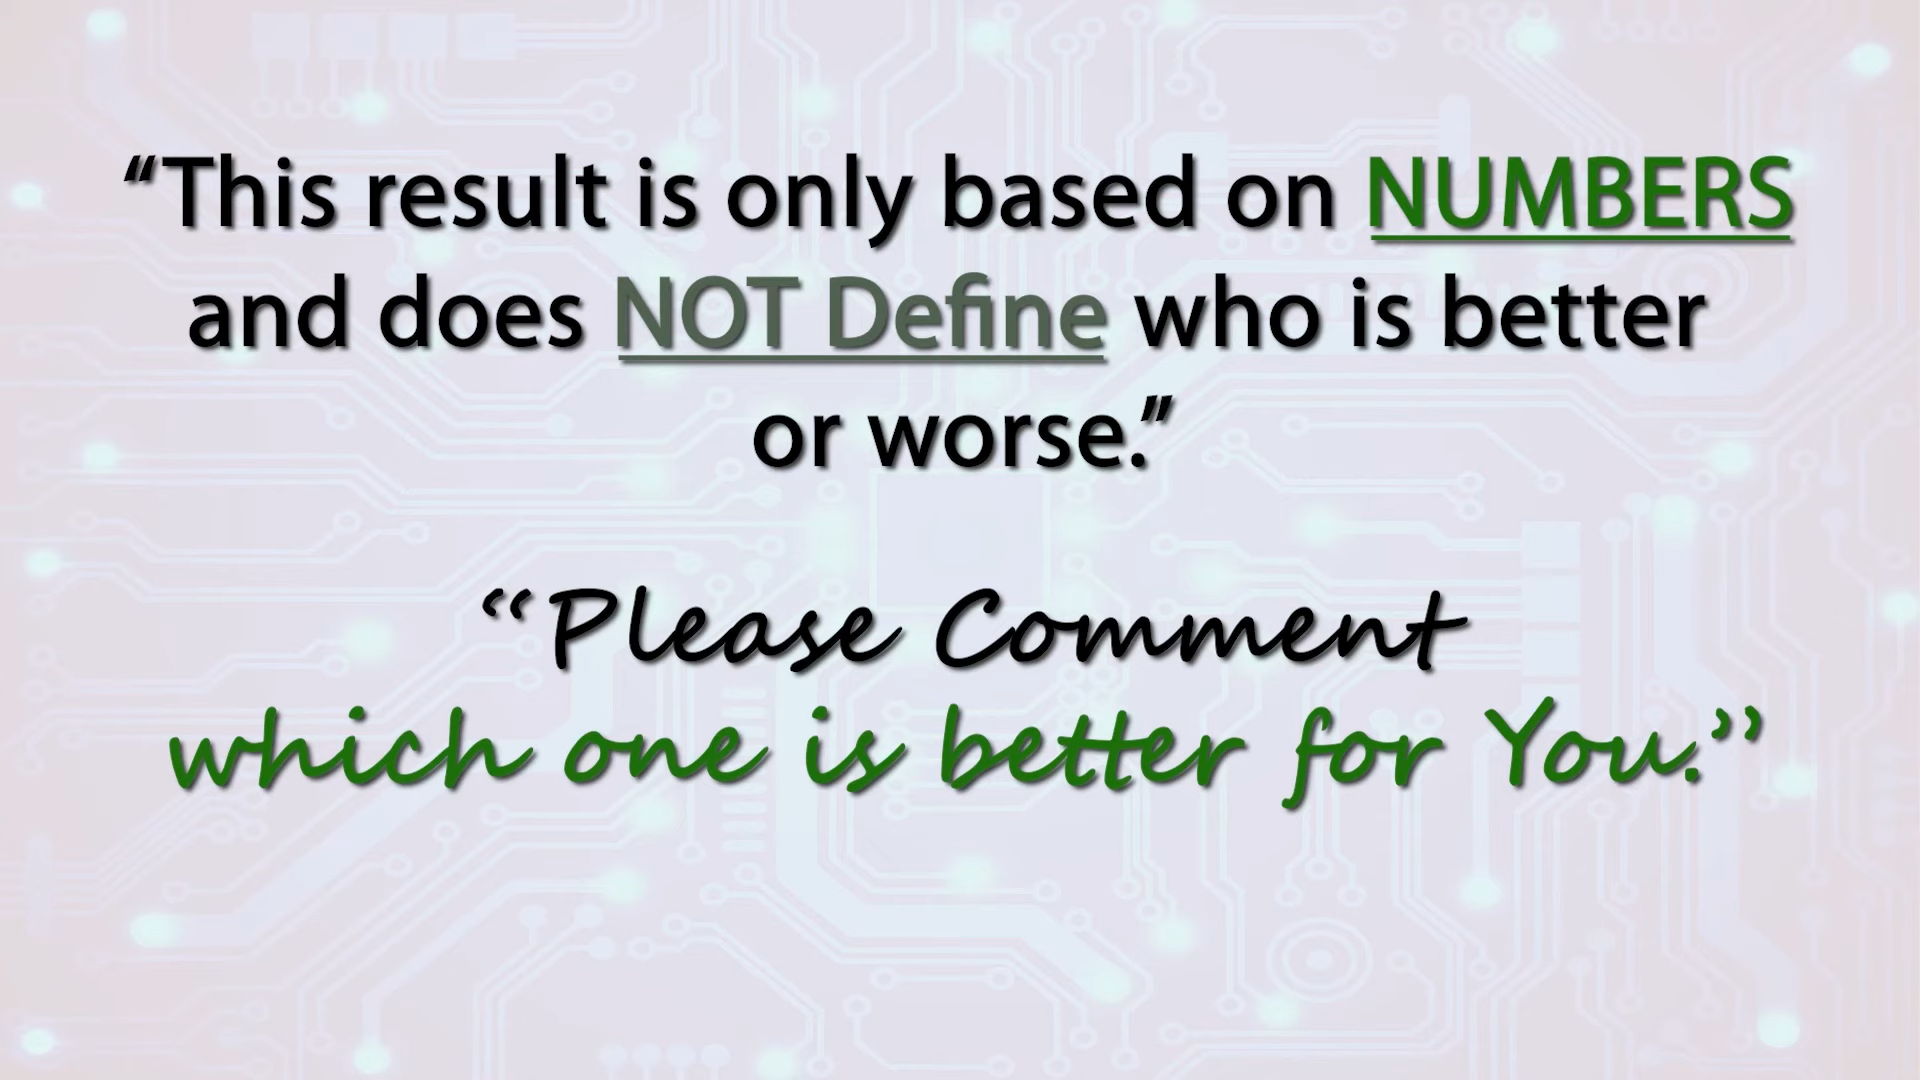 “This result is only based on NUMBERS
and does NOT Define who is better
or worse.”
“Please Comment
which one is better for You.”